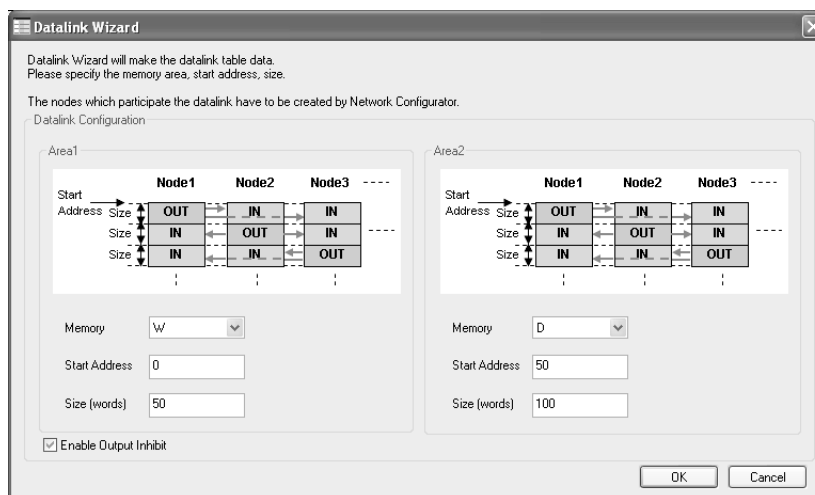 Datalink Wizard
Datalink Wizard will make the datalink table data.
Please specify the memory area, start address, size.
The nodes which participate the datalink have to be created by Network Configurator.
Datalink Configuration
Area1
Node1 Node2 Node3
Start
Address Size OUT IN IN
Size IN OUT IN
Size IN IN OUT
Memory W
Start Address 0
Size (words) 50
Area2
Node1 Node2 Node3
Start
Address Size OUT IN IN
Size IN OUT IN
Size IN IN OUT
Memory D
Start Address 50
Size (words) 100
Enable Output Inhibit
OK Cancel